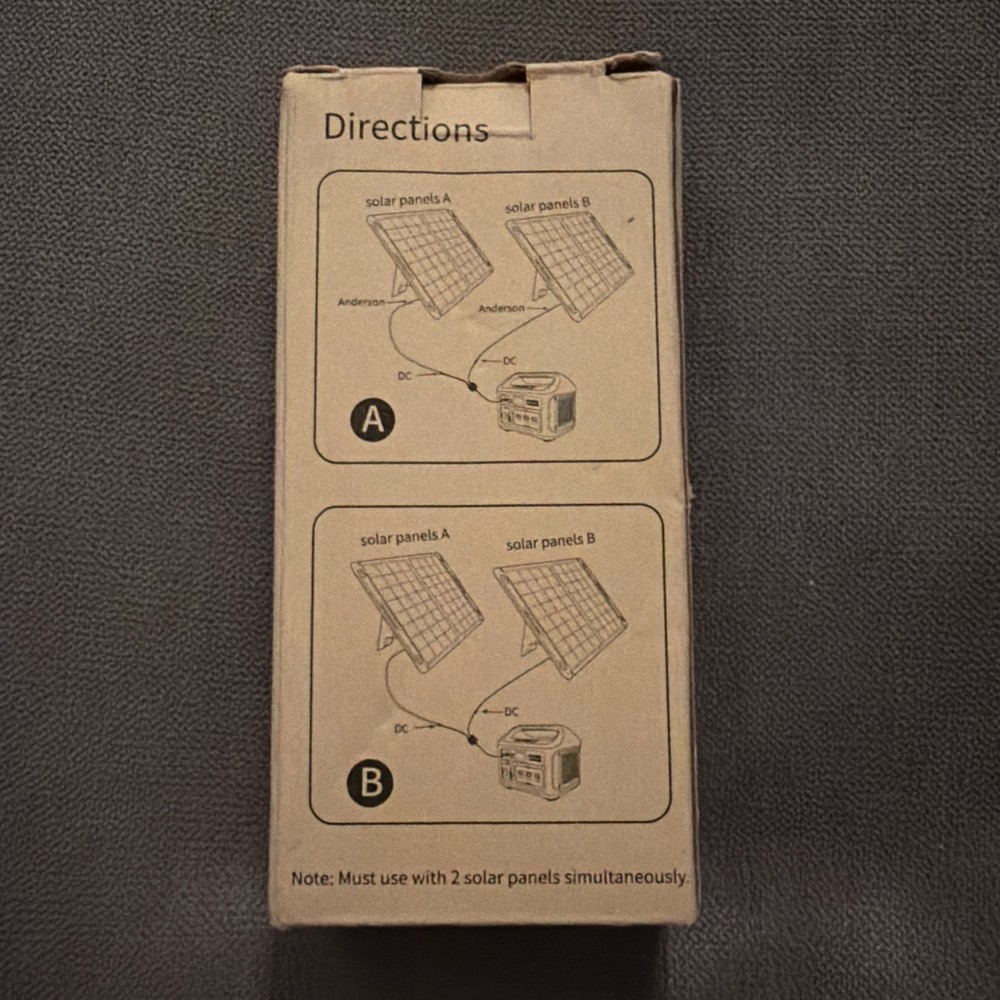 Directions
solar panels A
solar panels B
Anderson
Anderson
DC
DC
A
solar panels A
solar panels B
DC
DC
B
Note: Must use with 2 solar panels simultaneously.